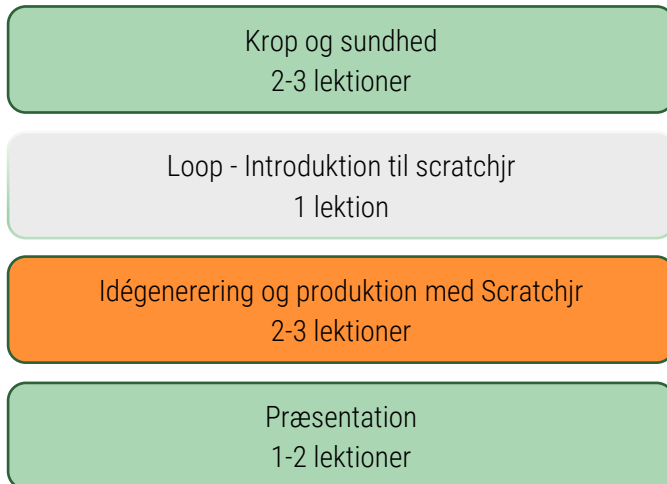 Krop og sundhed
2-3 lektioner
Loop - Introduktion til scratchjr
1 lektion
Idégenerering og produktion med Scratchjr
2-3 lektioner
Præsentation
1-2 lektioner